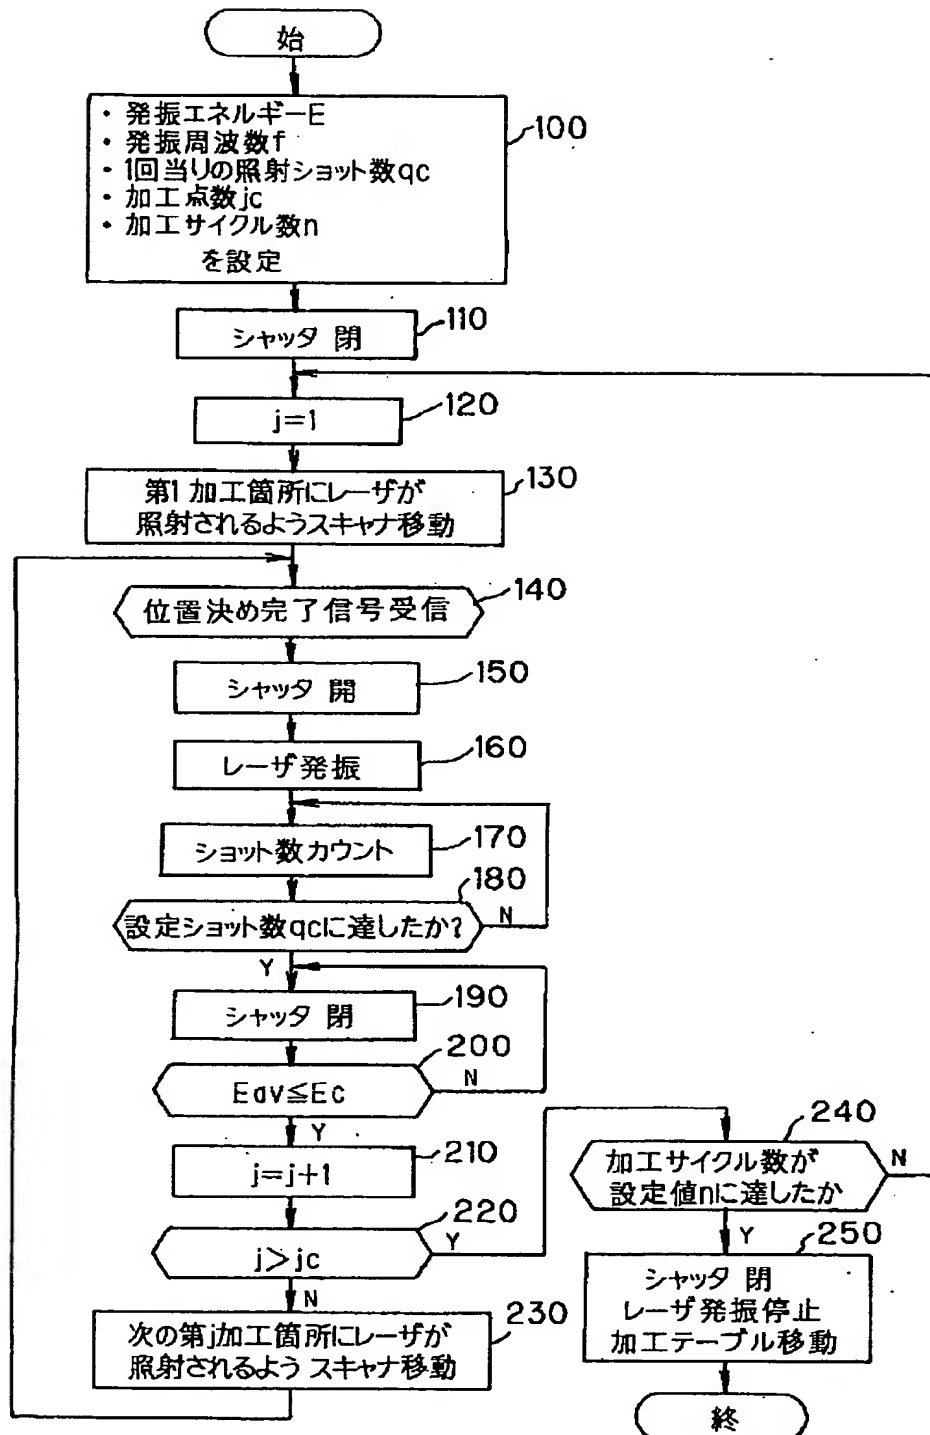 始
・発振エネルギーE
・発振周波数f
・1回当りの照射ショット数qc
・加工点数jc
・加工サイクル数n
を設定
100
シャッタ 閉
110
j=1
120
第1 加工箇所にレーザが
照射されるようスキャナ移動
130
位置決め完了信号受信
140
シャッタ 開
150
レーザ発振
160
ショット数カウント
170
設定ショット数qcに達したか?
180
N
Y
シャッタ 閉
190
Eav≦Ec
200
N
Y
j=j+1
210
j>jc
220
Y
N
次の第j加工箇所にレーザが
照射されるよう スキャナ移動
230
加工サイクル数が
設定値nに達したか
240
N
Y
シャッタ 閉
レーザ発振停止
加工テーブル移動
250
終